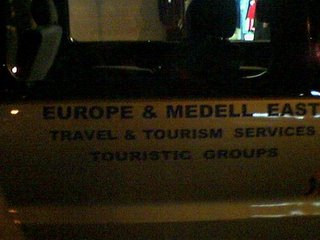 EUROPE & MEDELL EAST
TRAVEL & TOURISM SERVICES
TOURISTIC GROUPS